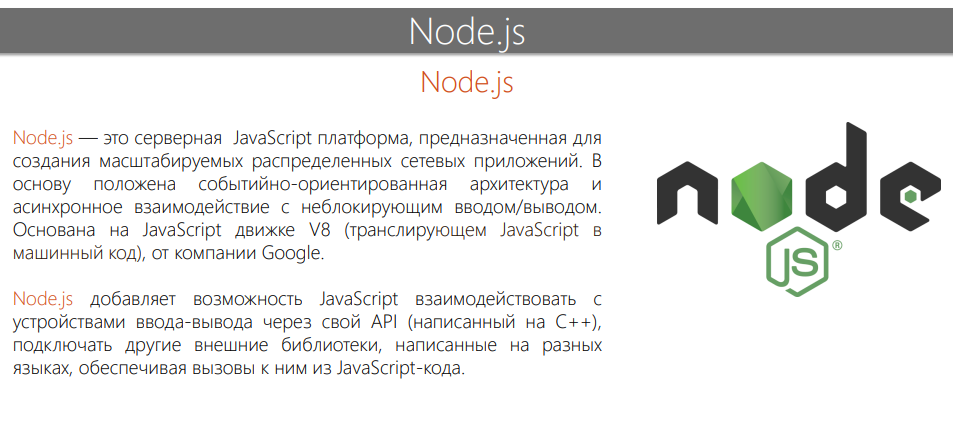 Node.js
Node.js
Node.js — это серверная JavaScript платформа, предназначенная для
создания масштабируемых распределенных сетевых приложений. В
основу положена событийно-ориентированная архитектура и
асинхронное взаимодействие с неблокирующим вводом/выводом.
Основана на JavaScript движке V8 (транслирующем JavaScript в
машинный код), от компании Google.
Node.js добавляет возможность JavaScript взаимодействовать с
устройствами ввода-вывода через свой API (написанный на C++),
подключать другие внешние библиотеки, написанные на разных
языках, обеспечивая вызовы к ним из JavaScript-кода.
node
JS®